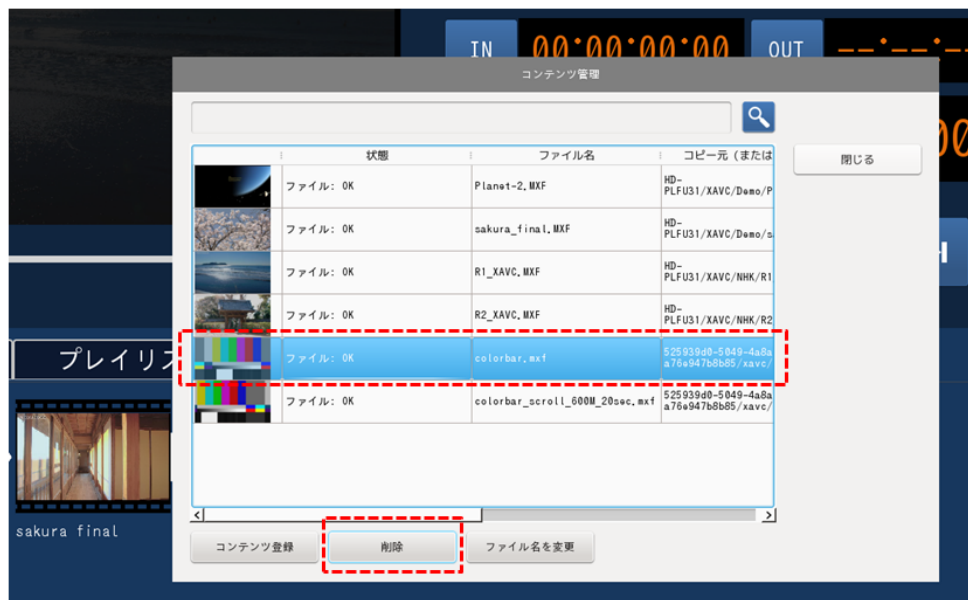 IN 00:00:00:00 OUT
コンテンツ管理
状態 ファイル名 コピー元 (または
閉じる
ファイル: OK Planet-2.MXF HD-
PLFU31/XAVC/Demo/P
ファイル: OK sakura_final.MXF HD-
PLFU31/XAVC/Demo/s
ファイル: OK R1_XAVC.MXF HD-
PLFU31/XAVC/NHK/R1
ファイル: OK R2_XAVC.MXF HD-
PLFU31/XAVC/NHK/R2
プレイリス
ファイル: OK colorbar.mxf 525939d0-5049-4a8a
a76e947b8b85/xavc/
ファイル: OK colorbar_scroll_600M_20sec.mxf 525939d0-5049-4a8a
a76e947b8b85/xavc/
sakura final
コンテンツ登録 削除 ファイル名を変更